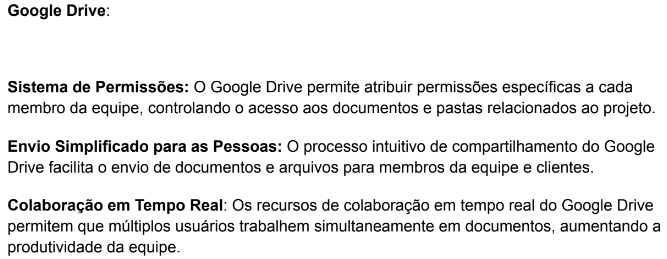 Google Drive:
Sistema de Permissões: O Google Drive permite atribuir permissões específicas a cada
membro da equipe, controlando o acesso aos documentos e pastas relacionados ao projeto.
Envio Simplificado para as Pessoas: O processo intuitivo de compartilhamento do Google
Drive facilita o envio de documentos e arquivos para membros da equipe e clientes.
Colaboração em Tempo Real: Os recursos de colaboração em tempo real do Google Drive
permitem que múltiplos usuários trabalhem simultaneamente em documentos, aumentando a
produtividade da equipe.